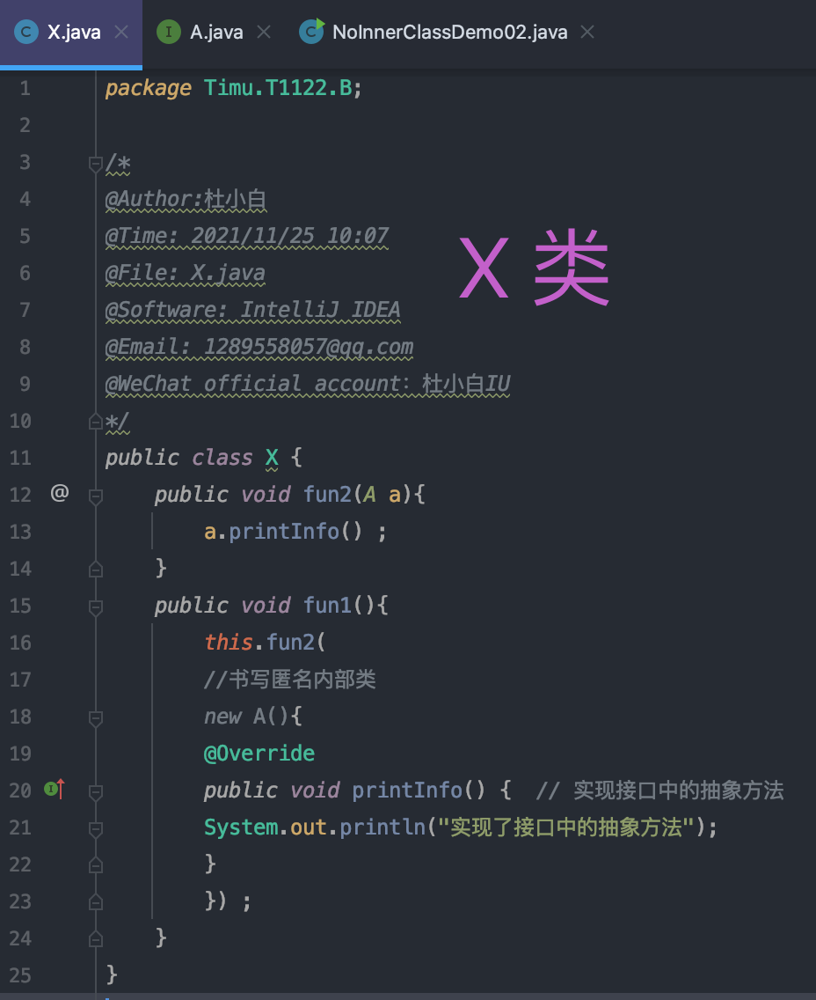 X.java A.java NoInnerClassDemo02.java
1 package Timu.T1122.B;
2
3 /*
4 @Author:杜小白
5 @Time: 2021/11/25 10:07
6 @File: X.java
7 @Software: IntelliJ IDEA
8 @Email: 1289558057@qq.com
9 @WeChat official account：杜小白IU
X 类
10 */
11 public class X {
12 @ public void fun2(A a){
13 a.printInfo() ;
14 }
15 public void fun1(){
16 this.fun2(
17 //书写匿名内部类
18 new A(){
19 @Override
20 public void printInfo() { // 实现接口中的抽象方法
21 System.out.println("实现了接口中的抽象方法");
22 }
23 }) ;
24 }
25 }